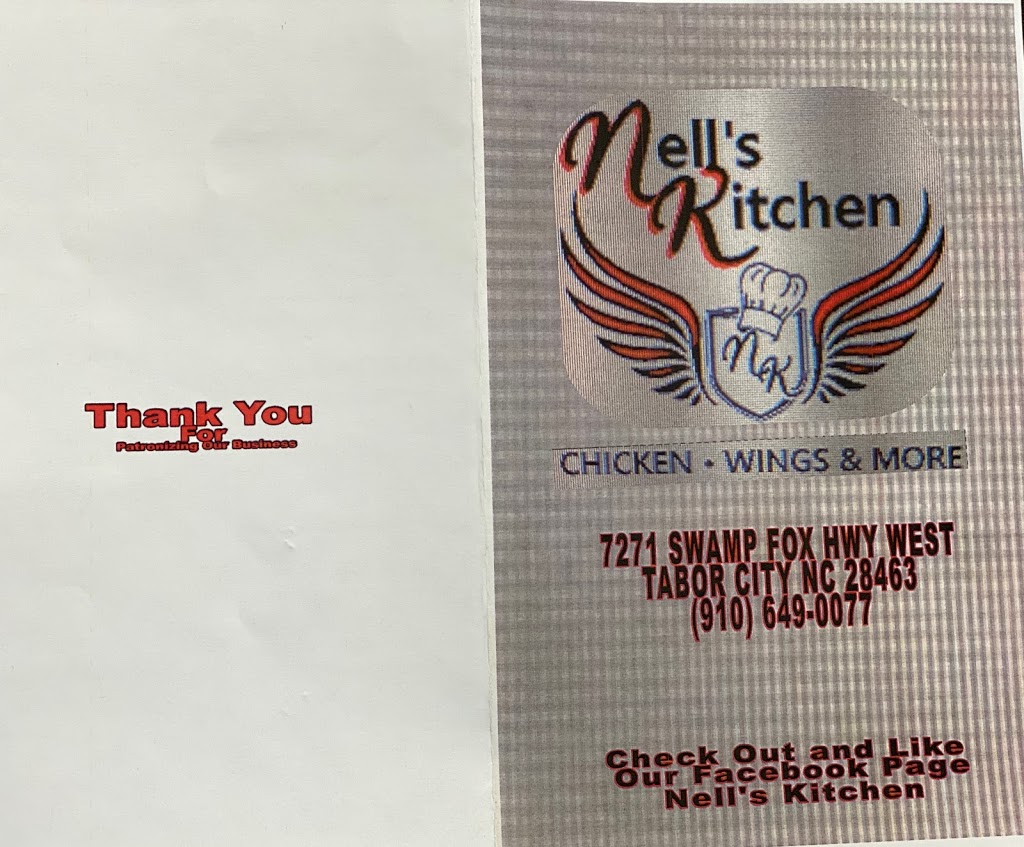 Thank You
For
Patronizing Our Business
Nell's
Kitchen
NK
CHICKEN • WINGS & MORE
7271 SWAMP FOX HWY WEST
TABOR CITY NC 28463
(910) 649-0077
Check Out and Like
Our Facebook Page
Nell's Kitchen